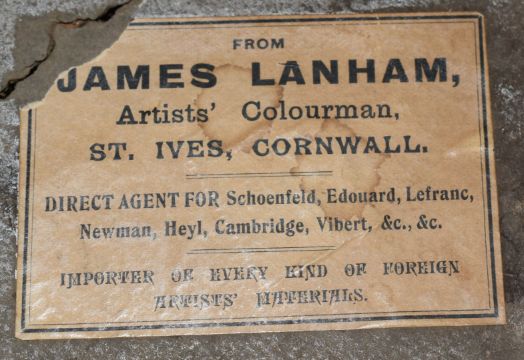 FROM
JAMES LANHAM,
Artists' Colourman,
ST. IVES, CORNWALL.
DIRECT AGENT FOR Schoenfeld, Edouard, Lefranc,
Newman, Heyl, Cambridge, Vibert, &c., &c.
IMPORTER OF EVERY KIND OF FOREIGN
ARTISTS' MATERIALS.